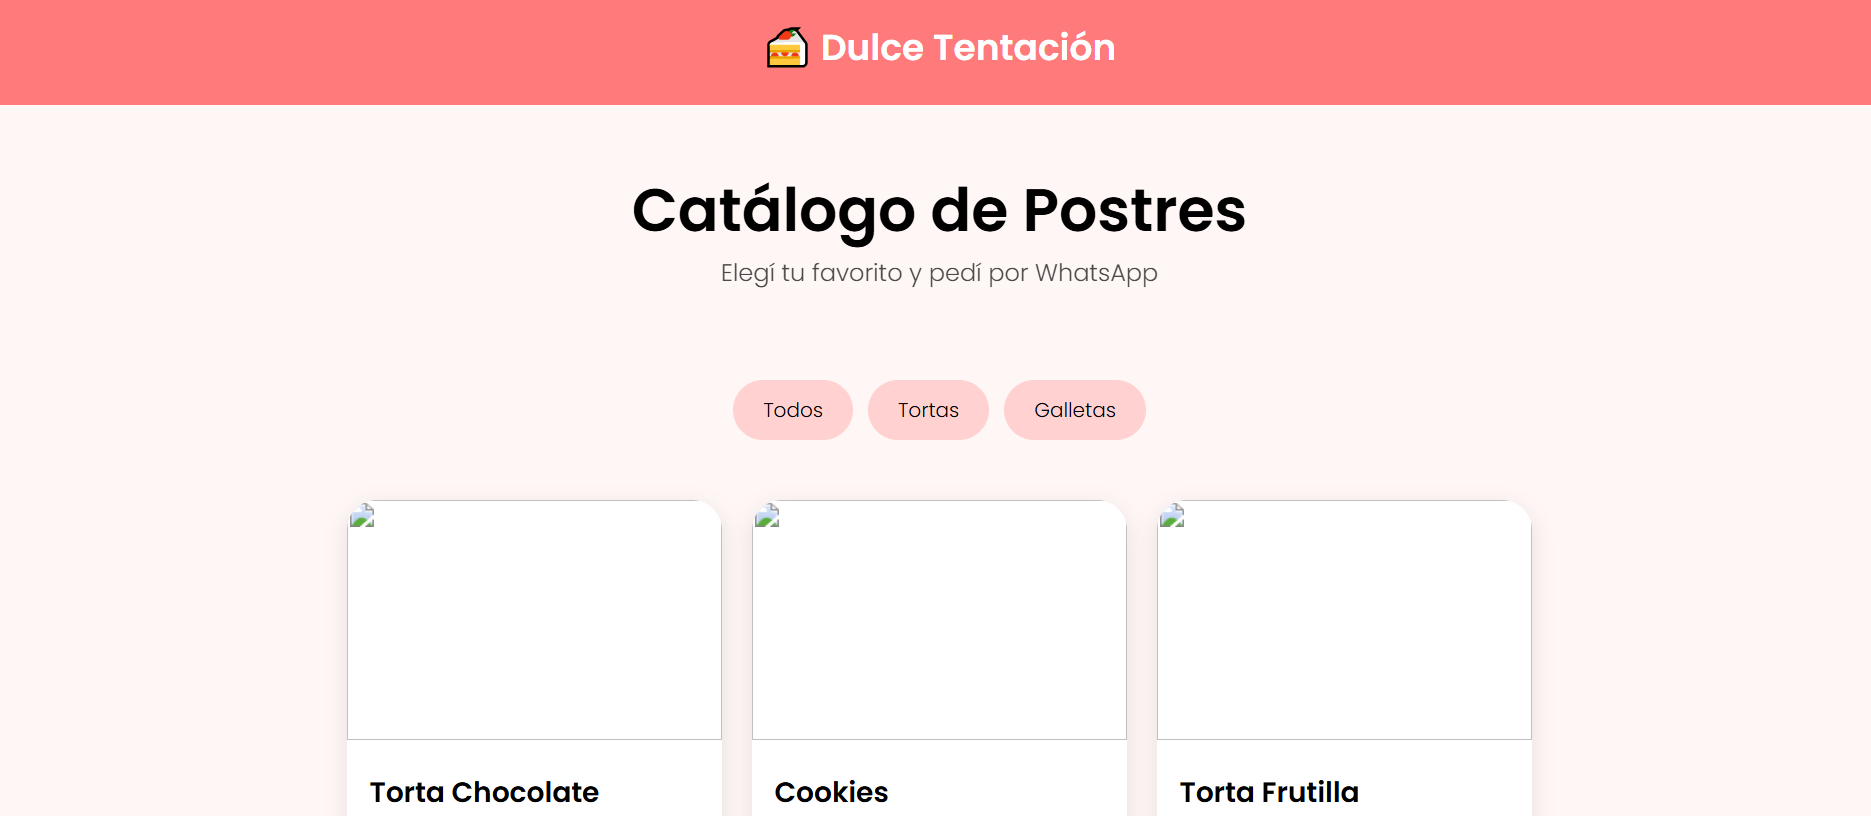 Dulce Tentación
Catálogo de Postres
Elegí tu favorito y pedí por WhatsApp
Todos
Tortas
Galletas
Torta Chocolate
Cookies
Torta Frutilla